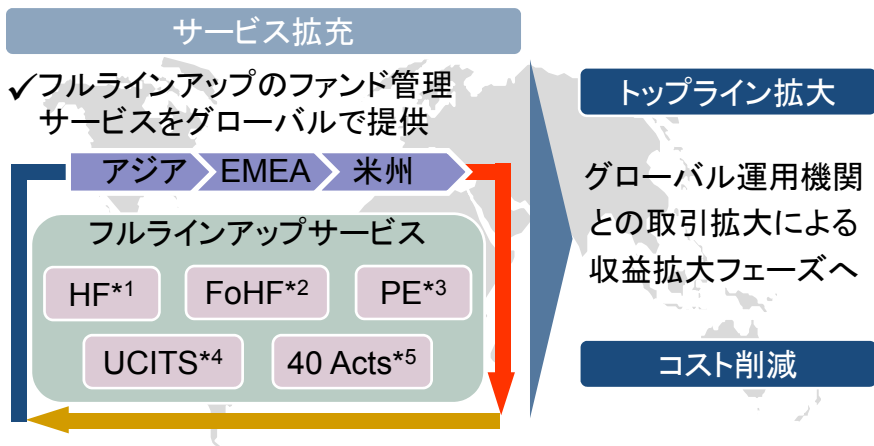 サービス拡充
✓フルラインアップのファンド管理
サービスをグローバルで提供
アジア EMEA 米州
フルラインアップサービス
HF*1 FoHF*2 PE*3
UCITS*4 40 Acts*5
トップライン拡大
グローバル運用機関
との取引拡大による
収益拡大フェーズへ
コスト削減